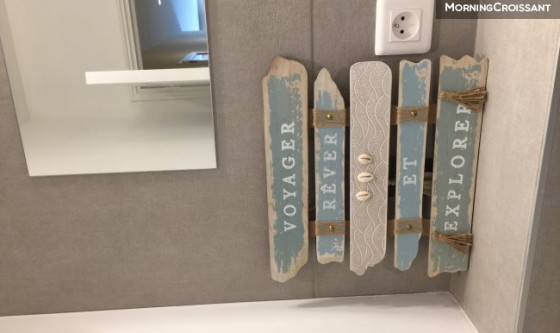 MorningCroissant
VOYAGER
RÊVER
ET
EXPLORER